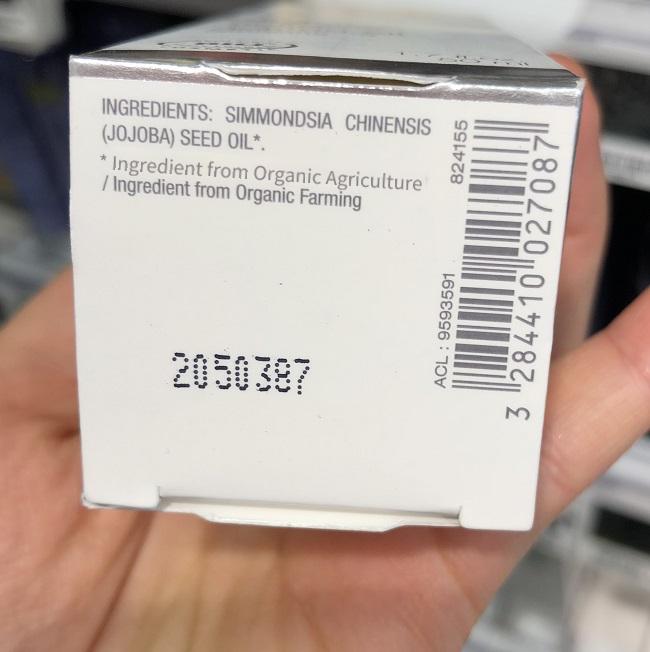 INGREDIENTS: SIMMONDSIA CHINENSIS
(JOJOBA) SEED OIL*.
* Ingredient from Organic Agriculture
/ Ingredient from Organic Farming
2050387
824155
ACL : 9593591
3 284410 027087